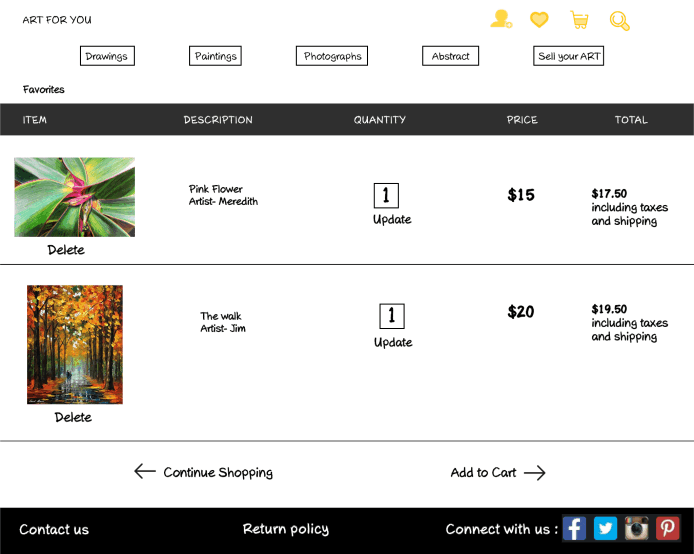 ART FOR YOU
Drawings Paintings Photographs Abstract Sell your ART
Favorites
ITEM DESCRIPTION QUANTITY PRICE TOTAL
Pink Flower
Artist- Meredith
1
Update
$15
$17.50
including taxes
and shipping
Delete
The walk
Artist- Jim
1
Update
$20
$19.50
including taxes
and shipping
Delete
Continue Shopping Add to Cart
Contact us Return policy Connect with us :